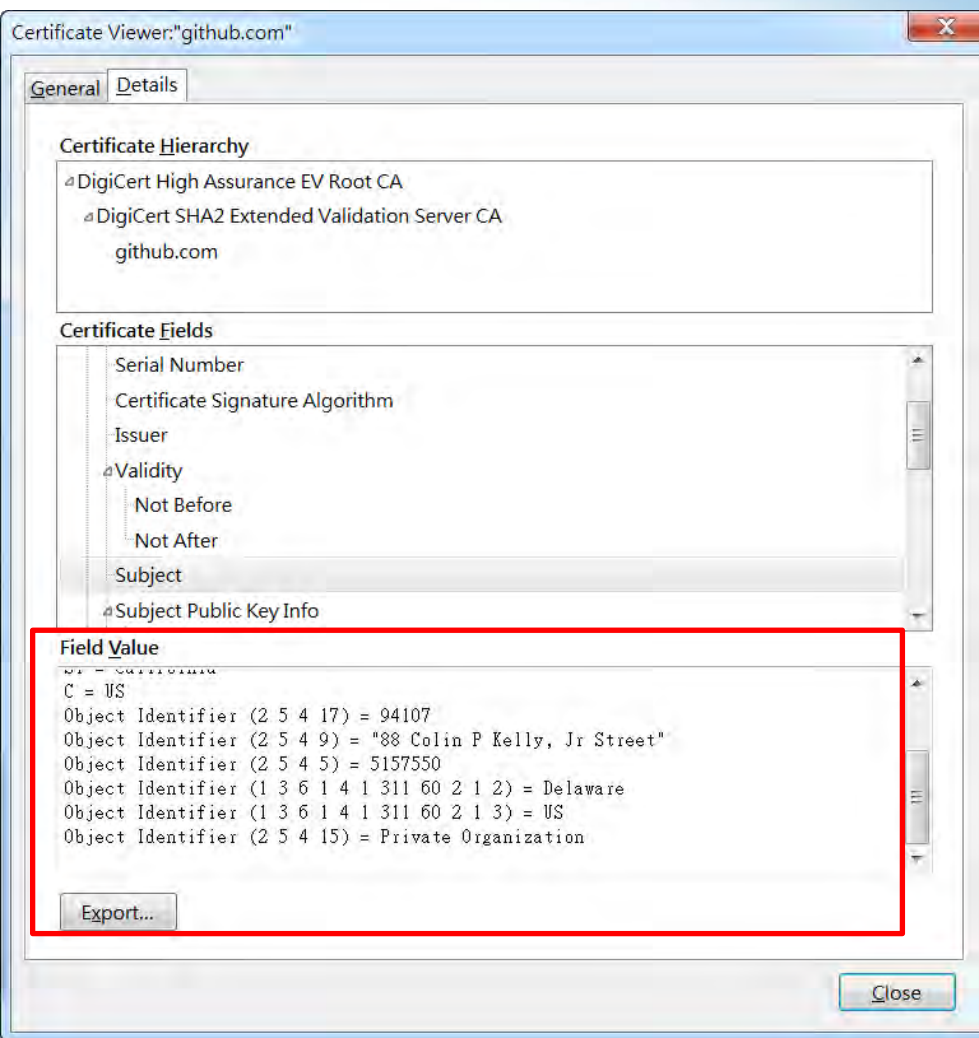 Certificate Viewer:"github.com"
General Details
Certificate Hierarchy
DigiCert High Assurance EV Root CA
DigiCert SHA2 Extended Validation Server CA
github.com
Certificate Fields
Serial Number
Certificate Signature Algorithm
Issuer
Validity
Not Before
Not After
Subject
Subject Public Key Info
Field Value
ST = California
C = US
Object Identifier (2 5 4 17) = 94107
Object Identifier (2 5 4 9) = "88 Colin P Kelly, Jr Street"
Object Identifier (2 5 4 5) = 5157550
Object Identifier (1 3 6 1 4 1 311 60 2 1 2) = Delaware
Object Identifier (1 3 6 1 4 1 311 60 2 1 3) = US
Object Identifier (2 5 4 15) = Private Organization
Export...
Close